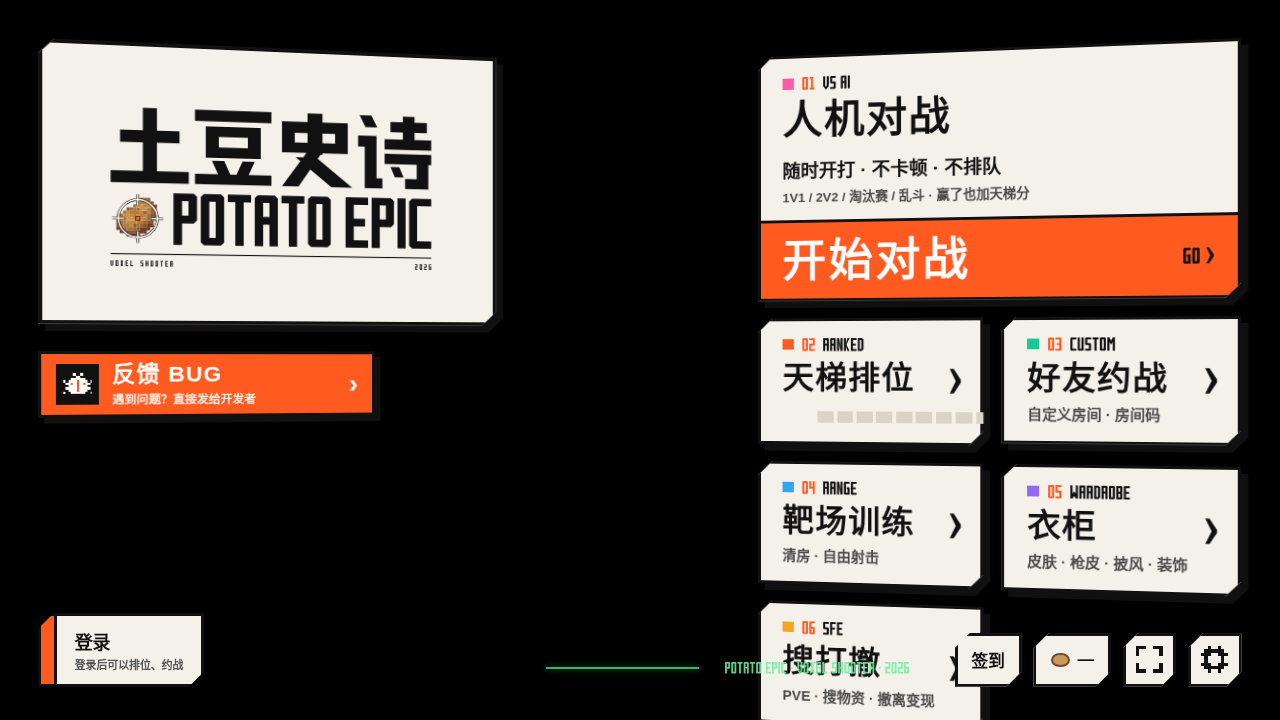 土豆史诗
POTATO EPIC
VOXEL SHOOTER 2026
反馈 BUG
遇到问题？直接发给开发者
01 VS AI
人机对战
随时开打 · 不卡顿 · 不排队
1V1 / 2V2 / 淘汰赛 / 乱斗 · 赢了也加天梯分
开始对战
GO
02 RANKED
天梯排位
03 CUSTOM
好友约战
自定义房间 · 房间码
04 RANGE
靶场训练
清房 · 自由射击
05 WARDROBE
衣柜
皮肤 · 枪皮 · 披风 · 装饰
06 SFE
搜打撤
PVE · 搜物资 · 撤离变现
登录
登录后可以排位、约战
POTATO EPIC · VOXEL SHOOTER · 2026
签到
—